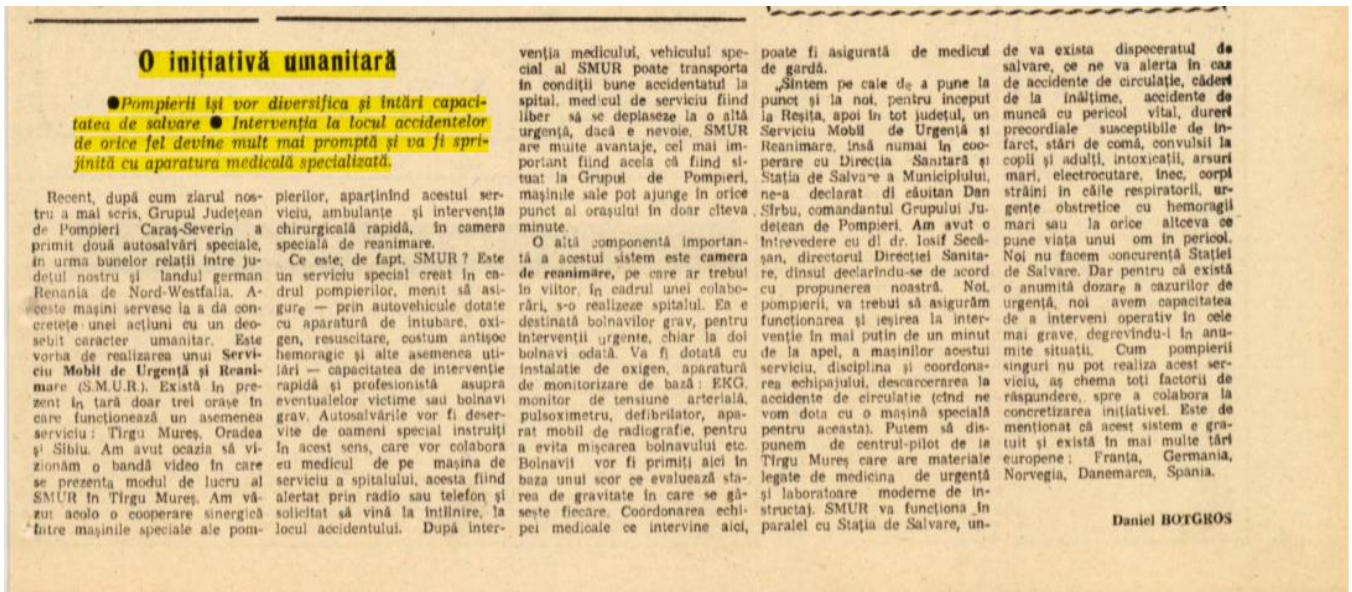 O inițiativă umanitară
●Pompierii își vor diversifica și întări capaci-
tatea de salvare ● Intervenția la locul accidentelor
de orice fel devine mult mai promptă și va fi spri-
jinită cu aparatura medicală specializată.
Recent, după cum ziarul nos-
tru a mai scris, Grupul Județean
de Pompieri Caraș-Severin a
primit două autosalvări speciale,
în urma bunelor relații între ju-
dețul nostru și landul german
Renania de Nord-Westfalia. A-
ceste mașini servesc la a da con-
cretețe unei acțiuni cu un deo-
sebit caracter umanitar. Este
vorba de realizarea unui Servi-
ciu Mobil de Urgență și Reani-
mare (S.M.U.R.). Există în pre-
zent în țară doar trei orașe în
care funcționează un asemenea
serviciu: Tîrgu Mureș, Oradea
și Sibiu. Am avut ocazia să vi-
zionăm o bandă video în care
se prezenta modul de lucru al
SMUR în Tîrgu Mureș. Am vă-
zut acolo o cooperare sinergică
între mașinile speciale ale pom-
pierilor, aparținînd acestui ser-
viciu, ambulanțe și intervenția
chirurgicală rapidă, în camera
specială de reanimare.
Ce este, de fapt, SMUR? Este
un serviciu special creat în ca-
drul pompierilor, menit să asi-
gure — prin autovehicule dotate
cu aparatură de intubare, oxi-
gen, resuscitare, costum antișoc
hemoragic și alte asemenea uti-
lări — capacitatea de intervenție
rapidă și profesionistă asupra
eventualelor victime sau bolnavi
grav. Autosalvările vor fi deser-
vite de oameni special instruiți
în acest sens, care vor colabora
cu medicul de pe mașina de
serviciu a spitalului, acesta fiind
alertat prin radio sau telefon și
solicitat să vină la întîlnire, la
locul accidentului. După inter-
venția medicului, vehiculul spe-
cial al SMUR poate transporta
în condiții bune accidentatul la
spital, medicul de serviciu fiind
liber să se deplaseze la o altă
urgență, dacă e nevoie. SMUR
are multe avantaje, cel mai im-
portant fiind acela că fiind si-
tuat la Grupul de Pompieri,
mașinile sale pot ajunge în orice
punct al orașului în doar cîteva
minute.
O altă componentă importan-
tă a acestui sistem este camera
de reanimare, pe care ar trebui
în viitor, în cadrul unei colabo-
rări, s-o realizeze spitalul. Ea e
destinată bolnavilor grav, pentru
intervenții urgente, chiar la doi
bolnavi odată. Va fi dotată cu
instalație de oxigen, aparatură
de monitorizare de bază: EKG,
monitor de tensiune arterială,
pulsoximetru, defibrilator, apa-
rat mobil de radiografie, pentru
a evita mișcarea bolnavului etc.
Bolnavii vor fi primiți aici în
baza unui scor ce evaluează sta-
rea de gravitate în care se gă-
sește fiecare. Coordonarea echi-
pei medicale ce intervine aici,
poate fi asigurată de medicul
de gardă.
„Sîntem pe cale de a pune la
punct și la noi, pentru început
la Reșița, apoi în tot județul, un
Serviciu Mobil de Urgență și
Reanimare, însă numai în coo-
perare cu Direcția Sanitară și
Stația de Salvare a Municipiului,
ne-a declarat dl căuitan Dan
Sîrbu, comandantul Grupului Ju-
dețean de Pompieri. Am avut o
întrevedere cu dl dr. Iosif Secă-
șan, directorul Direcției Sanita-
re, dînsul declarîndu-se de acord
cu propunerea noastră. Noi,
pompierii, va trebui să asigurăm
funcționarea și ieșirea la inter-
venție în mai puțin de un minut
de la apel, a mașinilor acestui
serviciu, disciplina și coordona-
rea echipajului, descarcerarea la
accidente de circulație (cînd ne
vom dota cu o mașină specială
pentru aceasta). Putem să dis-
punem de centrul-pilot de la
Tîrgu Mureș care are materiale
legate de medicina de urgență
și laboratoare moderne de in-
structaj. SMUR va funcționa în
paralel cu Stația de Salvare, un-
de va exista dispeceratul de
salvare, ce ne va alerta în caz
de accidente de circulație, căderi
de la înălțime, accidente de
muncă cu pericol vital, dureri
precordiale susceptibile de in-
farct, stări de comă, convulsii la
copii și adulți, intoxicații, arsuri
mari, electrocutare, înec, corpi
străini în căile respiratorii, ur-
gențe obstretice cu hemoragii
mari sau la orice altceva ce
pune viața unui om în pericol.
Noi nu facem concurență Stației
de Salvare. Dar pentru că există
o anumită dozare a cazurilor de
urgență, noi avem capacitatea
de a interveni operativ în cele
mai grave, degrevîndu-i în anu-
mite situații. Cum pompierii
singuri nu pot realiza acest ser-
viciu, aș chema toți factorii de
răspundere, spre a colabora la
concretizarea inițiativei. Este de
menționat că acest sistem e gra-
tuit și există în mai multe țări
europene: Franța, Germania,
Norvegia, Danemarca, Spania.
Daniel BOTGROS